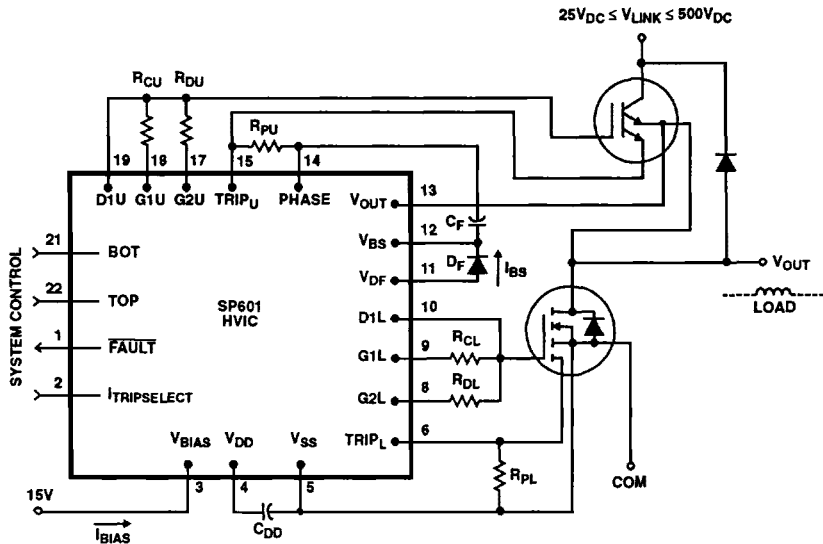 25V_DC ≤ V_LINK ≤ 500V_DC
R_CU R_DU
R_PU
19 18 17 15 14
D1U G1U G2U TRIP_U PHASE
V_OUT 13
C_F
V_BS 12
D_F I_BS
V_DF 11
SYSTEM CONTROL
21 BOT
22 TOP
1 FAULT
2 I_TRIPSELECT
SP601
HVIC
D1L 10
G1L 9 R_CL
G2L 8 R_DL
TRIP_L 6
V_OUT
LOAD
V_BIAS V_DD V_SS
3 4 5
R_PL
COM
15V
I_BIAS
C_DD